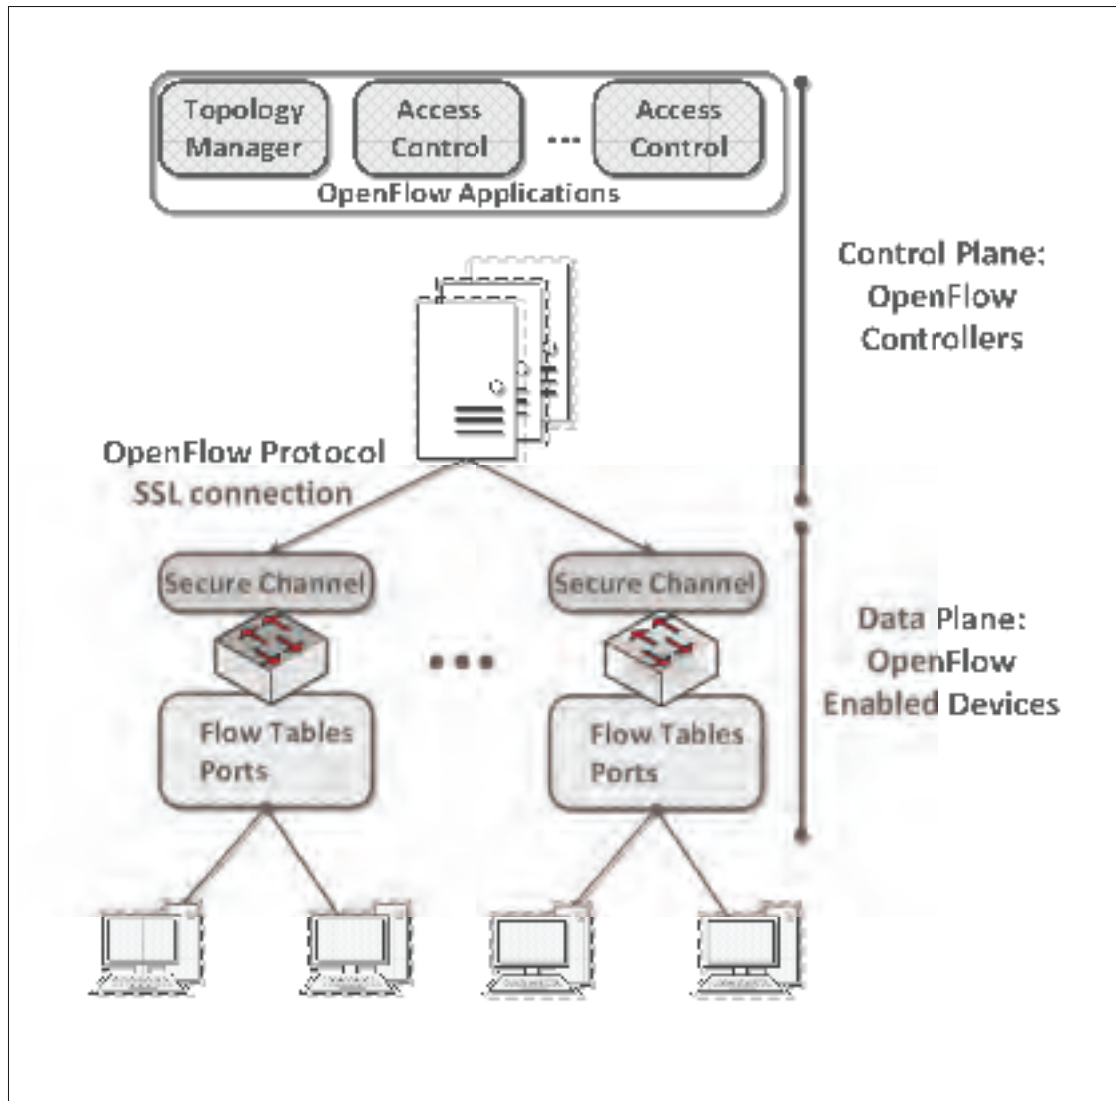 Topology
Manager
Access
Control
...
Access
Control
OpenFlow Applications
Control Plane:
OpenFlow
Controllers
OpenFlow Protocol
SSL connection
Secure Channel
Secure Channel
...
Data Plane:
OpenFlow
Enabled Devices
Flow Tables
Ports
Flow Tables
Ports